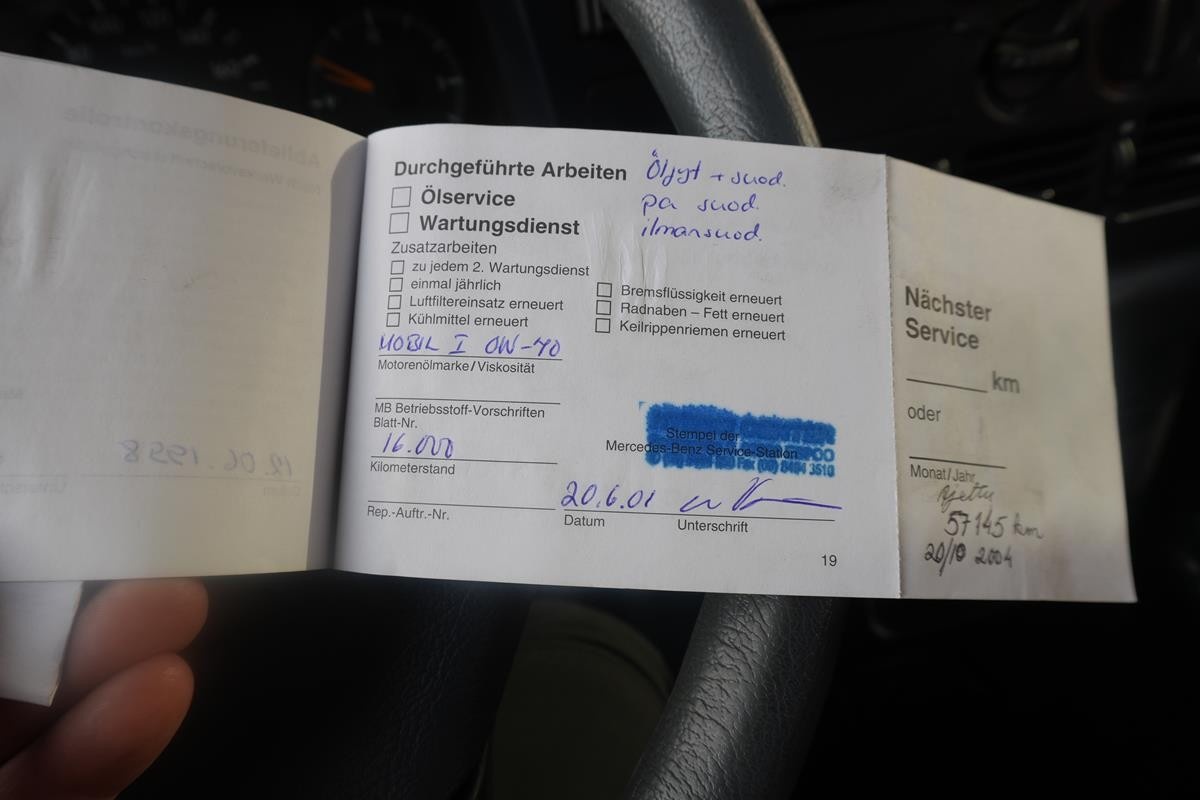 Ablieferungskontrolle
12.06.1998
Durchgeführte Arbeiten
Öljyt + suod.
pa suod.
ilmansuod.
Ölservice
Wartungsdienst
Zusatzarbeiten
zu jedem 2. Wartungsdienst
einmal jährlich
Luftfiltereinsatz erneuert
Kühlmittel erneuert
Bremsflüssigkeit erneuert
Radnaben – Fett erneuert
Keilrippenriemen erneuert
MOBIL I 0W-40
Motorenölmarke/Viskosität
MB Betriebsstoff-Vorschriften
Blatt-Nr.
16.000
Kilometerstand
Rep.-Auftr.-Nr.
Stempel der
Mercedes-Benz Service-Station
20.6.01
Datum
Unterschrift
19
Nächster
Service
km
oder
Monat/Jahr
57145 km
20/10 2004